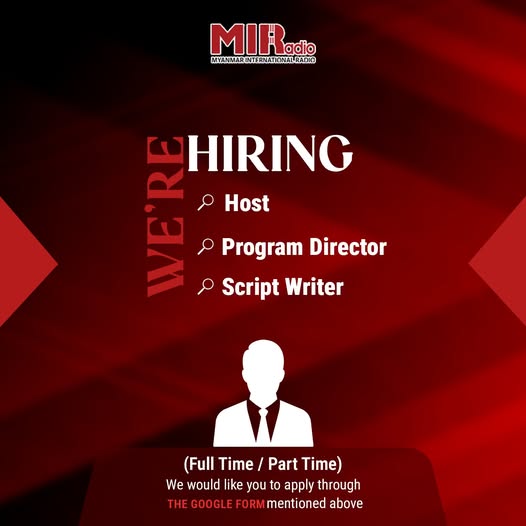 MIRadio
MYANMAR INTERNATIONAL RADIO
WE'RE
HIRING
Host
Program Director
Script Writer
(Full Time / Part Time)
We would like you to apply through
THE GOOGLE FORM mentioned above